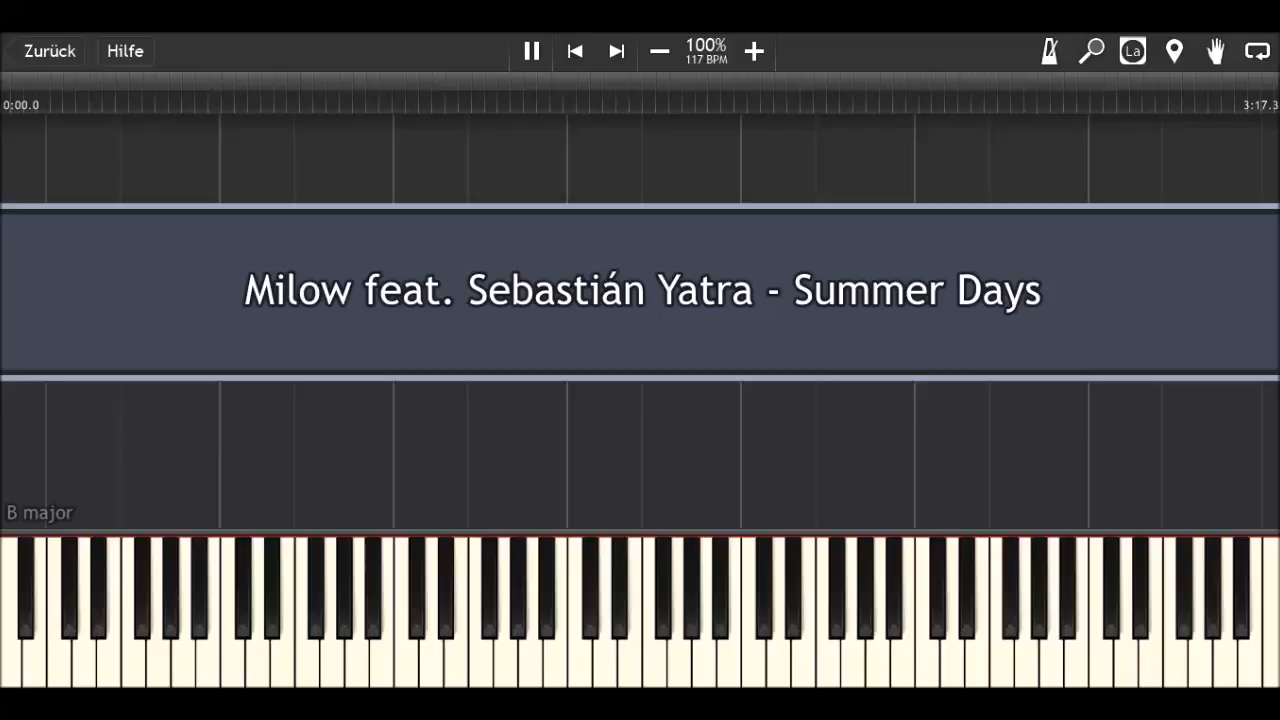 Zurück Hilfe 100% La
117 BPM
0:00.0 3:17.3
Milow feat. Sebastián Yatra - Summer Days
B major